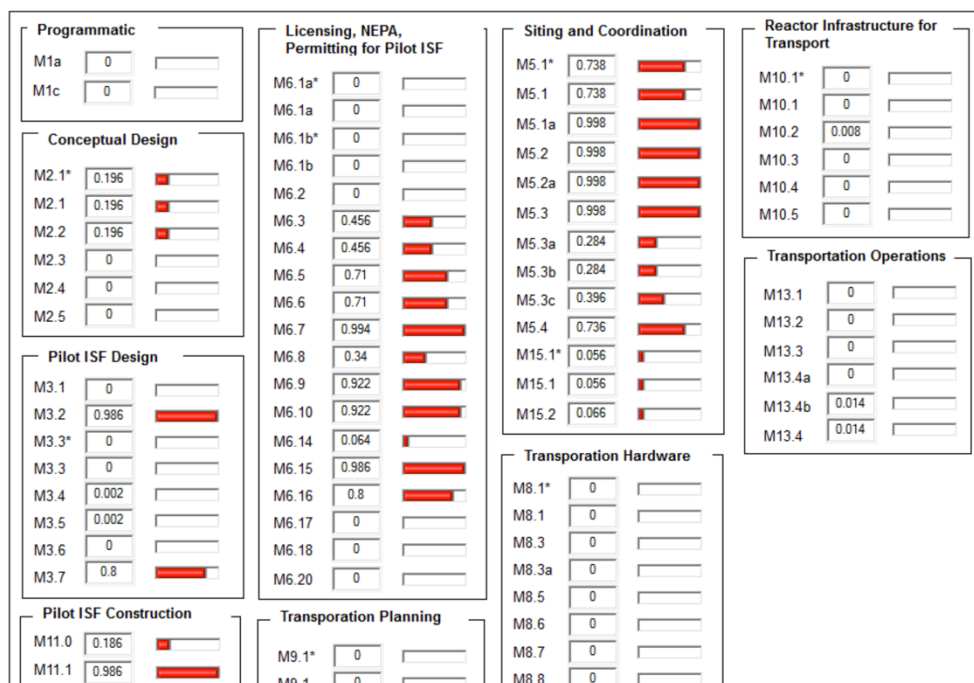 Programmatic
M1a 0
M1c 0
Conceptual Design
M2.1* 0.196
M2.1 0.196
M2.2 0.196
M2.3 0
M2.4 0
M2.5 0
Pilot ISF Design
M3.1 0
M3.2 0.986
M3.3* 0
M3.3 0
M3.4 0.002
M3.5 0.002
M3.6 0
M3.7 0.8
Pilot ISF Construction
M11.0 0.186
M11.1 0.986
Licensing, NEPA,
Permitting for Pilot ISF
M6.1a* 0
M6.1a 0
M6.1b* 0
M6.1b 0
M6.2 0
M6.3 0.456
M6.4 0.456
M6.5 0.71
M6.6 0.71
M6.7 0.994
M6.8 0.34
M6.9 0.922
M6.10 0.922
M6.14 0.064
M6.15 0.986
M6.16 0.8
M6.17 0
M6.18 0
M6.20 0
Transporation Planning
M9.1* 0
M9.1 0
Siting and Coordination
M5.1* 0.738
M5.1 0.738
M5.1a 0.998
M5.2 0.998
M5.2a 0.998
M5.3 0.998
M5.3a 0.284
M5.3b 0.284
M5.3c 0.396
M5.4 0.736
M15.1* 0.056
M15.1 0.056
M15.2 0.066
Transporation Hardware
M8.1* 0
M8.1 0
M8.3 0
M8.3a 0
M8.5 0
M8.6 0
M8.7 0
M8.8 0
Reactor Infrastructure for
Transport
M10.1* 0
M10.1 0
M10.2 0.008
M10.3 0
M10.4 0
M10.5 0
Transportation Operations
M13.1 0
M13.2 0
M13.3 0
M13.4a 0
M13.4b 0.014
M13.4 0.014